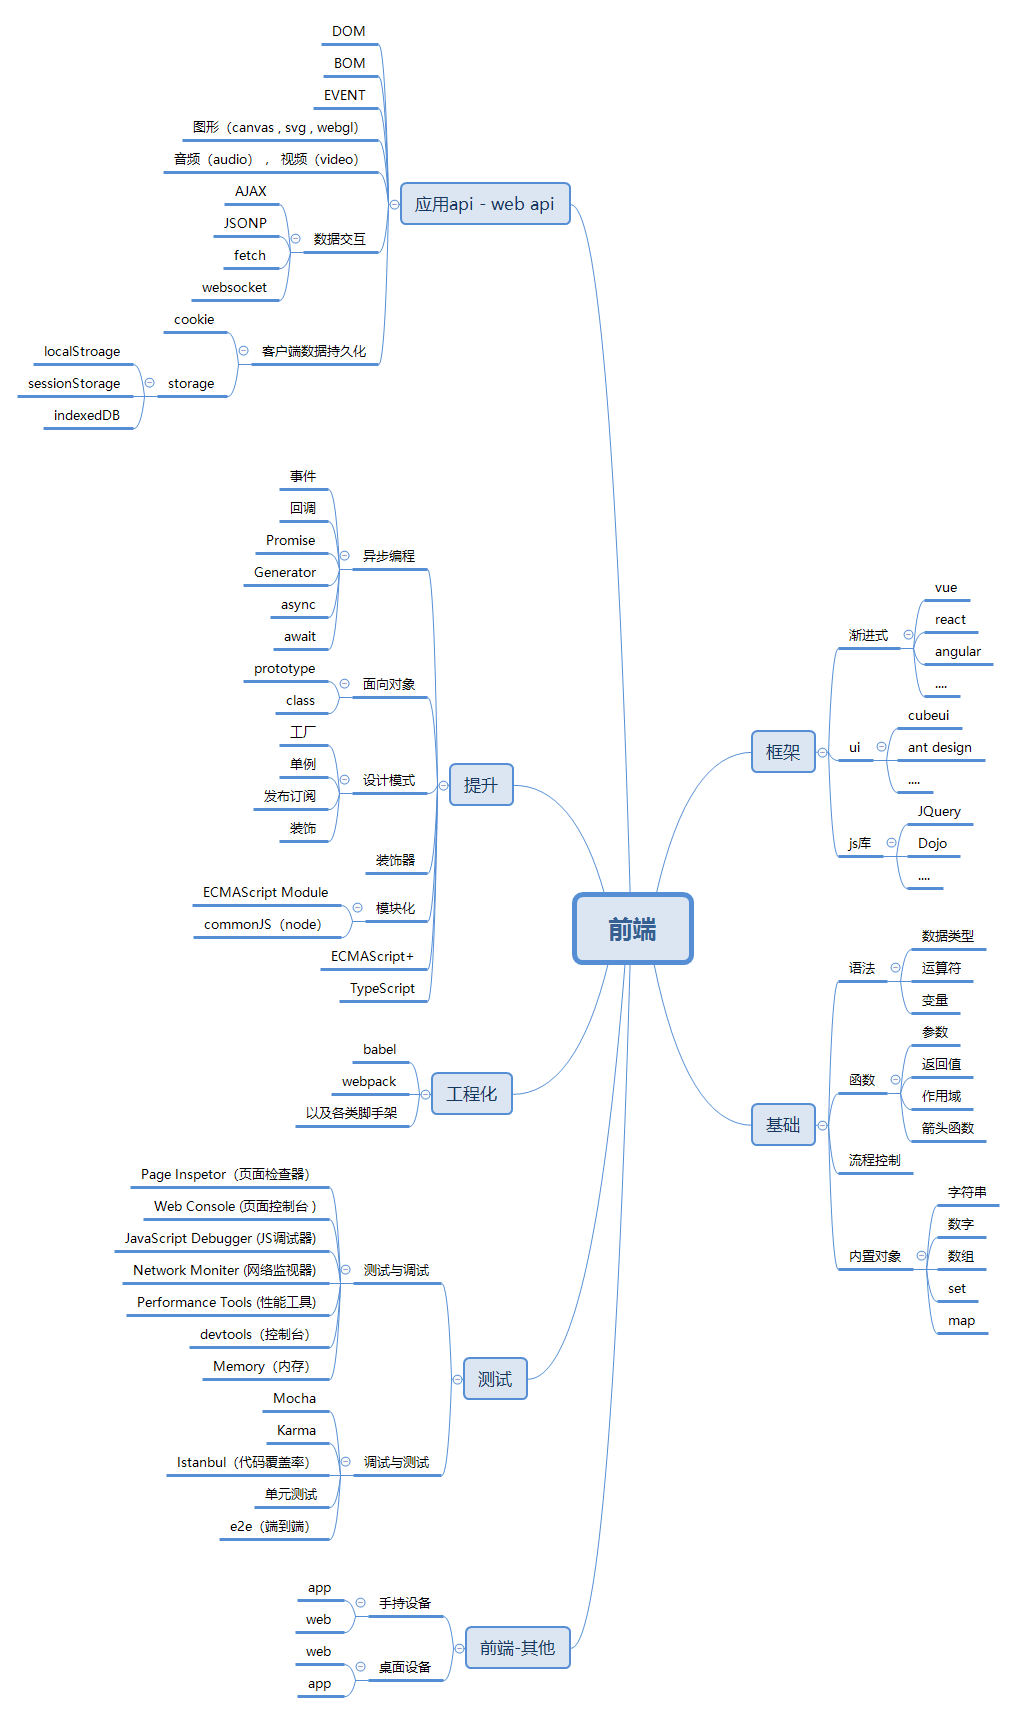 前端
应用api - web api
DOM
BOM
EVENT
图形（canvas , svg , webgl）
音频（audio） ， 视频（video）
数据交互
AJAX
JSONP
fetch
websocket
客户端数据持久化
cookie
storage
localStroage
sessionStorage
indexedDB
提升
异步编程
事件
回调
Promise
Generator
async
await
面向对象
prototype
class
设计模式
工厂
单例
发布订阅
装饰
装饰器
模块化
ECMAScript Module
commonJS（node）
ECMAScript+
TypeScript
工程化
babel
webpack
以及各类脚手架
测试
测试与调试
Page Inspetor（页面检查器）
Web Console (页面控制台 )
JavaScript Debugger (JS调试器)
Network Moniter (网络监视器)
Performance Tools (性能工具)
devtools（控制台）
Memory（内存）
调试与测试
Mocha
Karma
Istanbul（代码覆盖率）
单元测试
e2e（端到端）
前端-其他
手持设备
app
web
桌面设备
web
app
框架
渐进式
vue
react
angular
....
ui
cubeui
ant design
....
js库
JQuery
Dojo
....
基础
语法
数据类型
运算符
变量
函数
参数
返回值
作用域
箭头函数
流程控制
内置对象
字符串
数字
数组
set
map